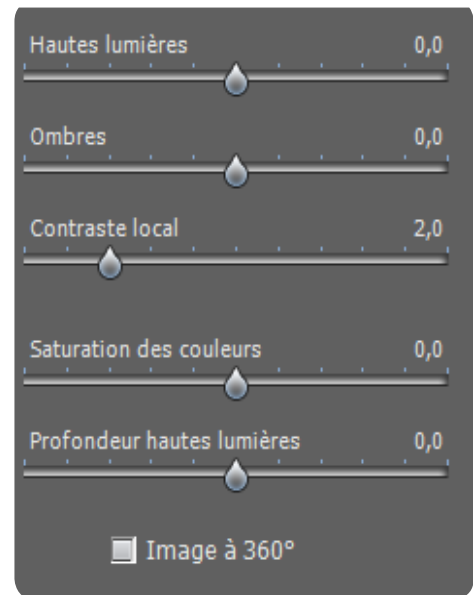 Hautes lumières 0,0
Ombres 0,0
Contraste local 2,0
Saturation des couleurs 0,0
Profondeur hautes lumières 0,0
Image à 360°